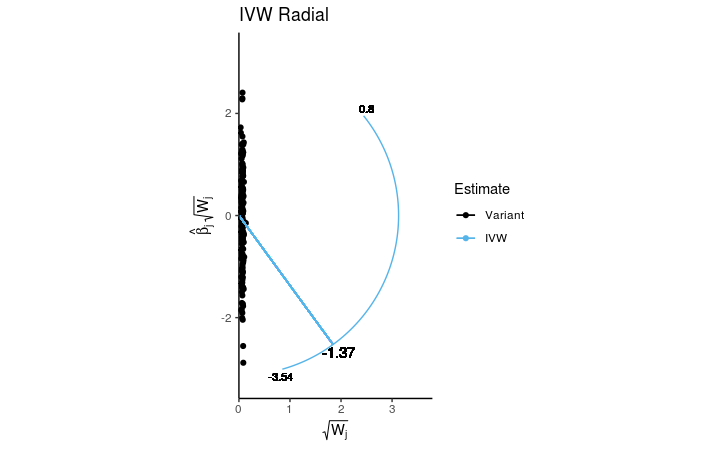 IVW Radial
0.8
2
0
-2
β̂ⱼ√Wⱼ
-1.37
-3.54
0 1 2 3
√Wⱼ
Estimate
Variant
IVW